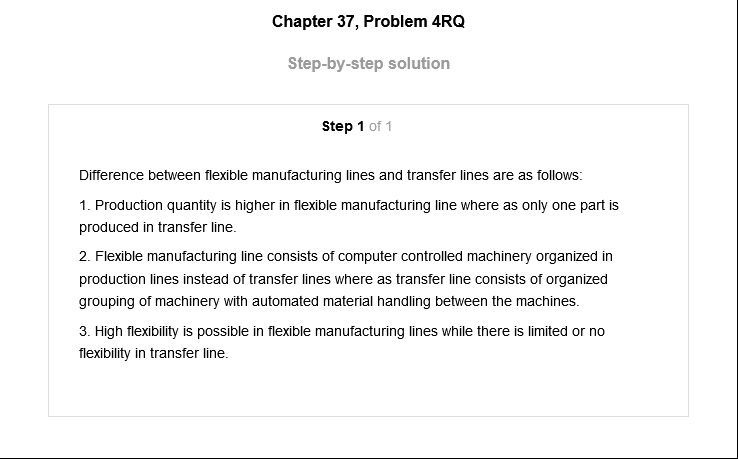 Chapter 37, Problem 4RQ
Step-by-step solution
Step 1 of 1
Difference between flexible manufacturing lines and transfer lines are as follows:
1. Production quantity is higher in flexible manufacturing line where as only one part is
produced in transfer line.
2. Flexible manufacturing line consists of computer controlled machinery organized in
production lines instead of transfer lines where as transfer line consists of organized
grouping of machinery with automated material handling between the machines.
3. High flexibility is possible in flexible manufacturing lines while there is limited or no
flexibility in transfer line.